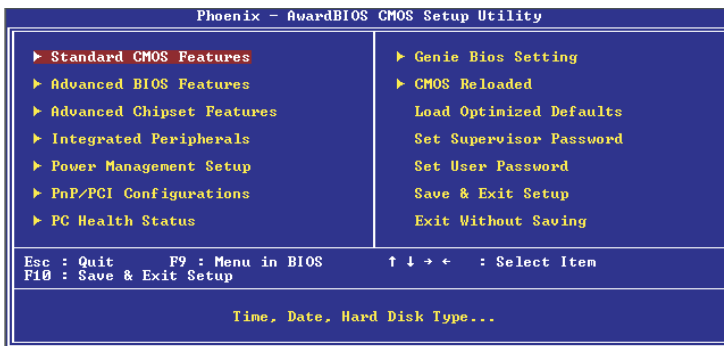 Phoenix - AwardBIOS CMOS Setup Utility
► Standard CMOS Features
► Advanced BIOS Features
► Advanced Chipset Features
► Integrated Peripherals
► Power Management Setup
► PnP/PCI Configurations
► PC Health Status
► Genie Bios Setting
► CMOS Reloaded
Load Optimized Defaults
Set Supervisor Password
Set User Password
Save & Exit Setup
Exit Without Saving
Esc : Quit F9 : Menu in BIOS ↑ ↓ → ← : Select Item
F10 : Save & Exit Setup
Time, Date, Hard Disk Type...